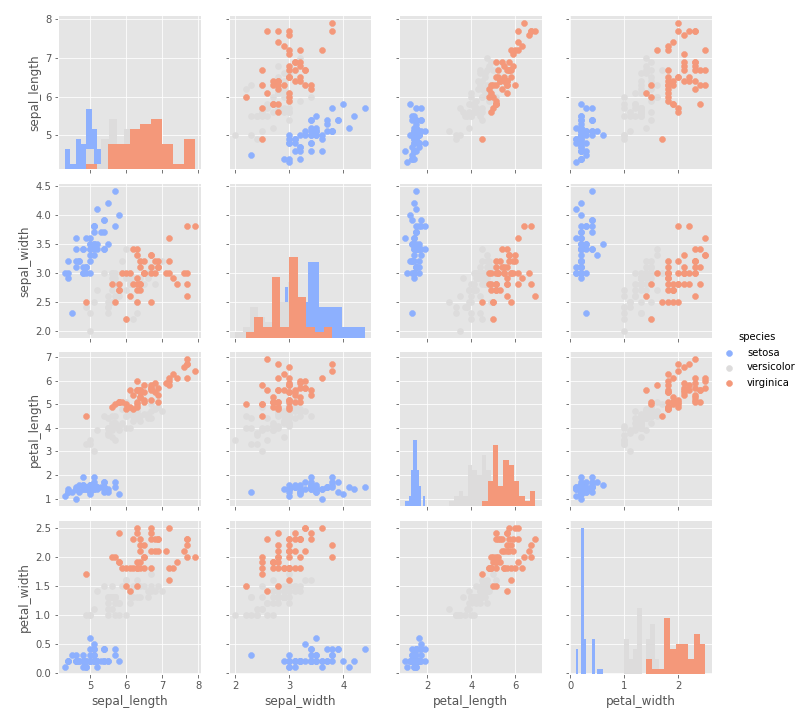 8
7
6
5
sepal_length
4.5
4.0
3.5
3.0
2.5
2.0
sepal_width
species
setosa
versicolor
virginica
7
6
5
4
3
2
1
petal_length
2.5
2.0
1.5
1.0
0.5
0.0
petal_width
5 6 7 8 2 3 4 2 4 6 0 1 2
sepal_length sepal_width petal_length petal_width